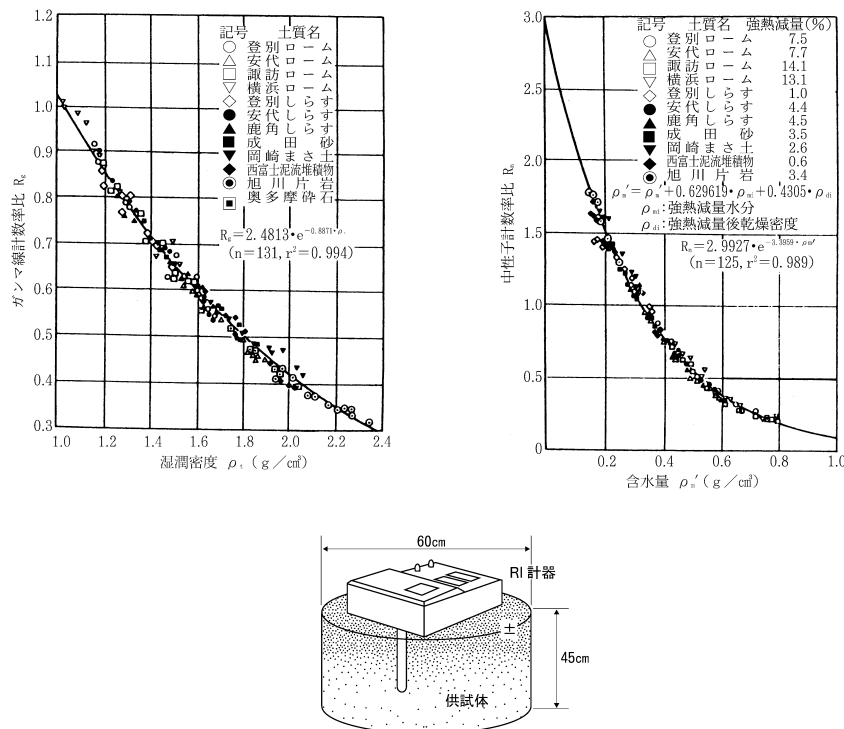 1.2
1.1
1.0
0.9
0.8
0.7
0.6
0.5
0.4
0.3
ガンマ線計数率比 Rg
1.0 1.2 1.4 1.6 1.8 2.0 2.2 2.4
湿潤密度 ρt (g/cm³)
記号 土質名
○ 登別ローム
△ 安代ローム
□ 諏訪ローム
▽ 横浜ローム
◇ 登別しらす
● 安代しらす
▲ 鹿角しらす
■ 成田砂
▼ 岡崎まさ土
◆ 西富士泥流堆積物
旭川片岩
奥多摩砕石
Rg=2.4813・e^-0.8871・ρt
(n=131,r²=0.994)
3.0
2.5
2.0
1.5
1.0
0.5
0
中性子計数率比 Rn
0.2 0.4 0.6 0.8 1.0
含水量 ρm′(g/cm³)
記号 土質名 強熱減量(%)
○ 登別ローム 7.5
△ 安代ローム 7.7
□ 諏訪ローム 14.1
▽ 横浜ローム 13.1
◇ 登別しらす 1.0
● 安代しらす 4.4
▲ 鹿角しらす 4.5
■ 成田砂 3.5
▼ 岡崎まさ土 2.6
◆ 西富士泥流堆積物 0.6
旭川片岩 3.4
ρm′=ρm′+0.629619・ρmi+0.4305・ρdi
ρmi:強熱減量水分
ρdi:強熱減量後乾燥密度
Rn=2.9927・e^-3.3859・ρm′
(n=125,r²=0.989)
60cm
RI計器
土
45cm
供試体